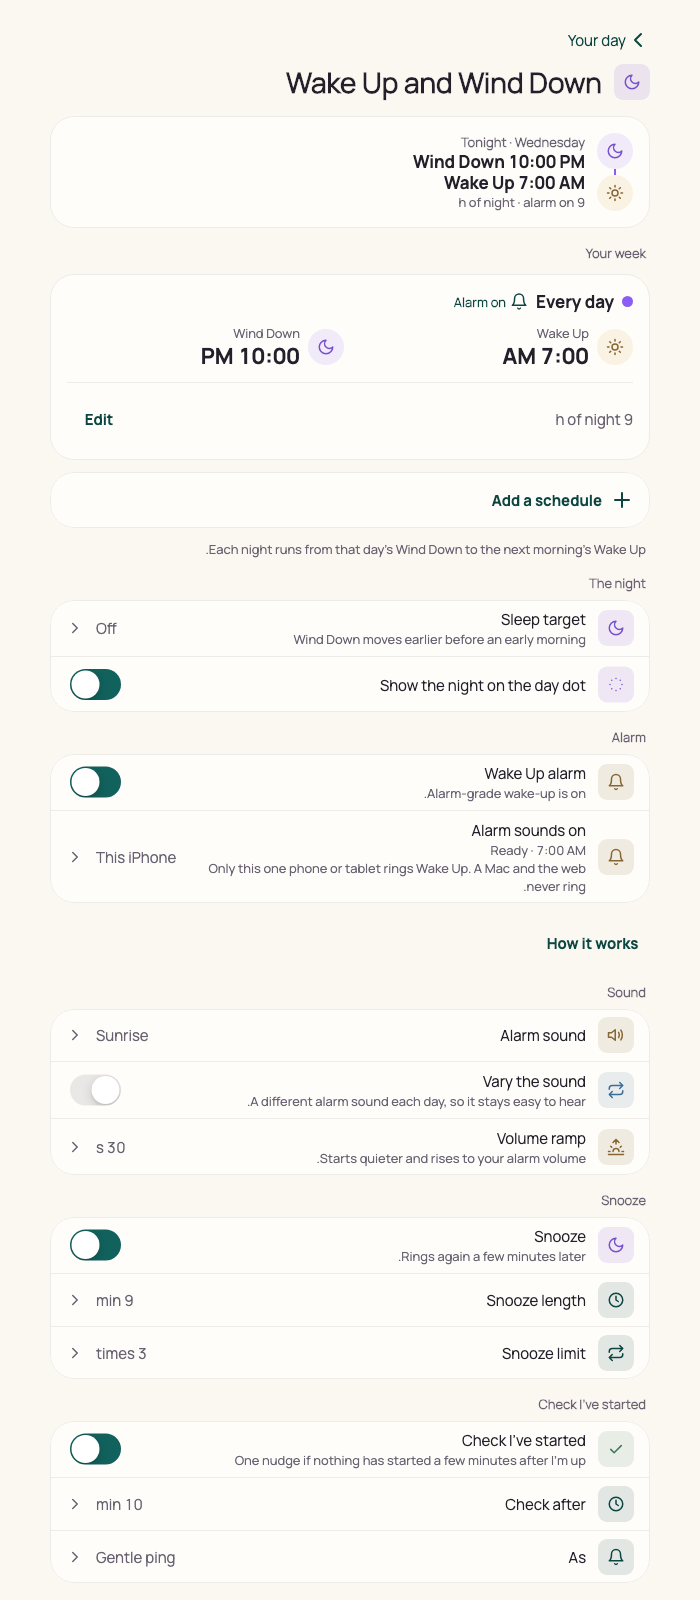 Your day
Wake Up and Wind Down
Tonight · Wednesday
Wind Down 10:00 PM
Wake Up 7:00 AM
h of night · alarm on 9
Your week
Every day
Alarm on
Wake Up
AM 7:00
Wind Down
PM 10:00
h of night 9
Edit
Add a schedule
.Each night runs from that day's Wind Down to the next morning's Wake Up
The night
Sleep target
Wind Down moves earlier before an early morning
Off
Show the night on the day dot
Alarm
Wake Up alarm
.Alarm-grade wake-up is on
Alarm sounds on
Ready · 7:00 AM
Only this one phone or tablet rings Wake Up. A Mac and the web
.never ring
This iPhone
How it works
Sound
Alarm sound
Sunrise
Vary the sound
.A different alarm sound each day, so it stays easy to hear
Volume ramp
.Starts quieter and rises to your alarm volume
s 30
Snooze
Snooze
.Rings again a few minutes later
Snooze length
min 9
Snooze limit
times 3
Check I've started
Check I've started
One nudge if nothing has started a few minutes after I'm up
Check after
min 10
As
Gentle ping